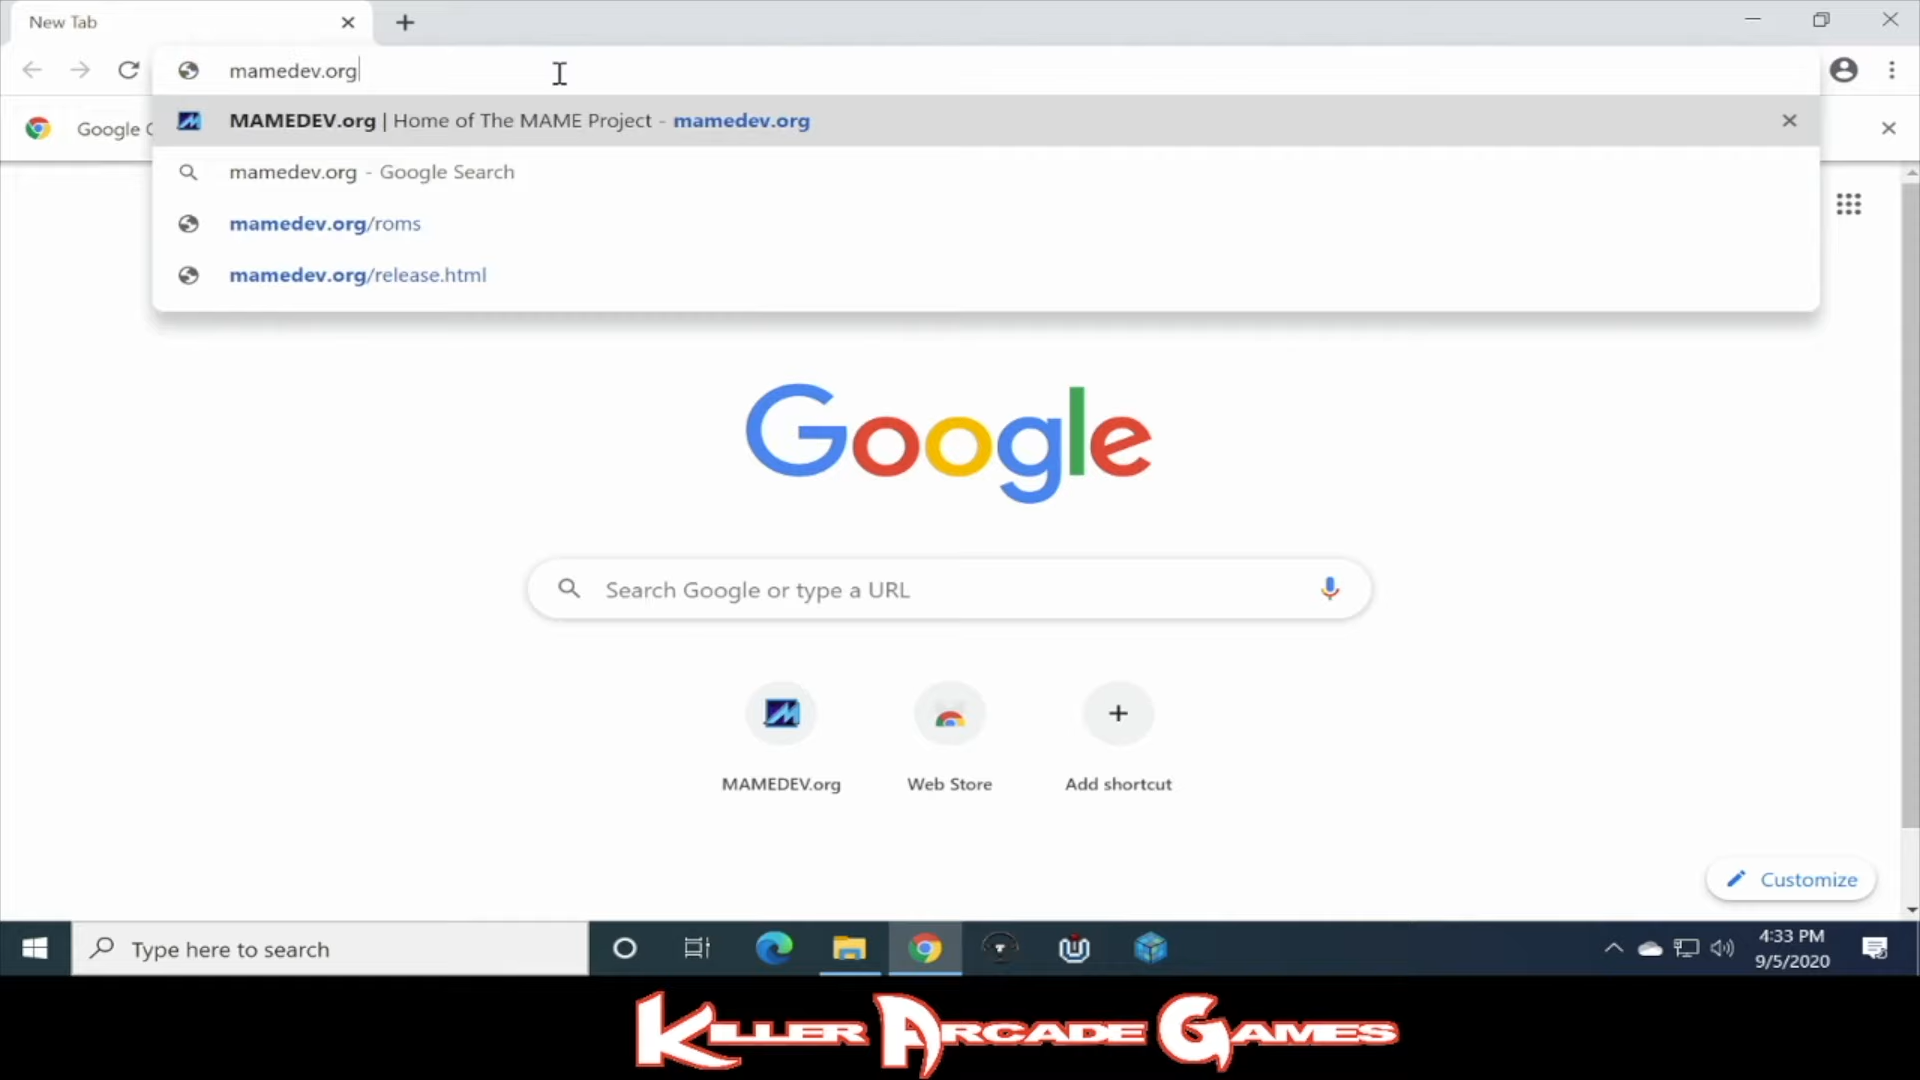 New Tab
mamedev.org
MAMEDEV.org | Home of The MAME Project - mamedev.org
Google
mamedev.org - Google Search
mamedev.org/roms
mamedev.org/release.html
Google
Search Google or type a URL
MAMEDEV.org
Web Store
Add shortcut
Customize
Type here to search
4:33 PM
9/5/2020
KILLER ARCADE GAMES